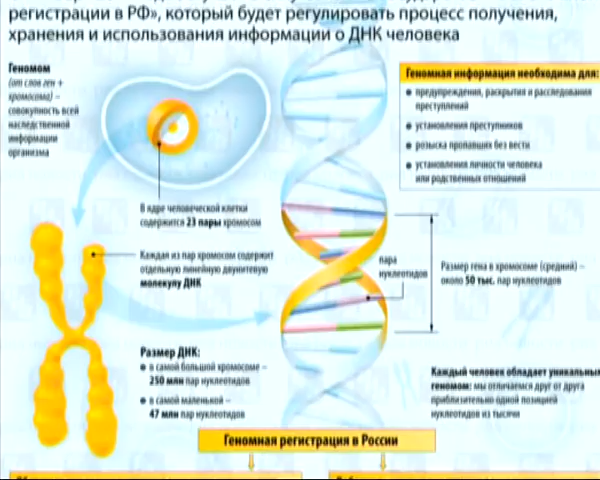 регистрации в РФ», который будет регулировать процесс получения,
хранения и использования информации о ДНК человека
Геномом
(от слов ген +
хромосома) –
совокупность всей
наследственной
информации
организма
Геномная информация необходима для:
предупреждения, раскрытия и расследования
преступлений
установления преступников
розыска пропавших без вести
установления личности человека
или родственных отношений
В ядре человеческой клетки
содержится 23 пары хромосом
Каждая из пар хромосом содержит
отдельную линейную двунитевую
молекулу ДНК
пара
нуклеотидов
Размер гена в хромосоме (средний) –
около 50 тыс. пар нуклеотидов
Размер ДНК:
в самой большой хромосоме –
250 млн пар нуклеотидов
в самой маленькой –
47 млн пар нуклеотидов
Каждый человек обладает уникальным
геномом: мы отличаемся друг от друга
приблизительно одной позицией
нуклеотидов из тысячи
Геномная регистрация в России